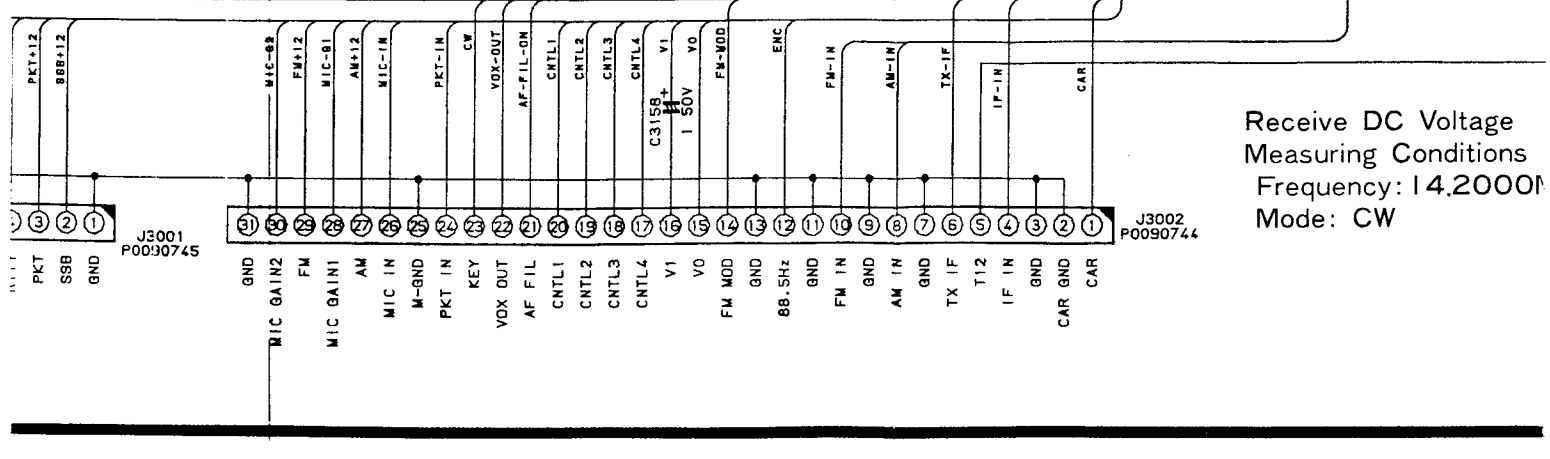 PKT+12
SSB+12
MIC-G2
FM+12
MIC-G1
AM+12
MIC-IN
PKT-IN
CW
VOX-OUT
AF-FIL-ON
CNTL1
CNTL2
CNTL3
CNTL4
V1
V0
FM-MOD
ENC
FM-IN
AM-IN
TX-IF
IF-IN
CAR
C3158
+
1 50V
Receive DC Voltage
Measuring Conditions
Frequency: 14.2000
Mode: CW
3 2 1
J3001
P0090745
31 30 29 28 27 26 25 24 23 22 21 20 19 18 17 16 15 14 13 12 11 10 9 8 7 6 5 4 3 2 1
J3002
P0090744
PKT
SSB
GND
GND
MIC GAIN2
FM
MIC GAIN1
AM
MIC IN
M-GND
PKT IN
KEY
VOX OUT
AF FIL
CNTL1
CNTL2
CNTL3
CNTL4
V1
V0
FM MOD
GND
88.5Hz
GND
FM IN
GND
AM IN
GND
TX IF
T12
IF IN
GND
CAR GND
CAR